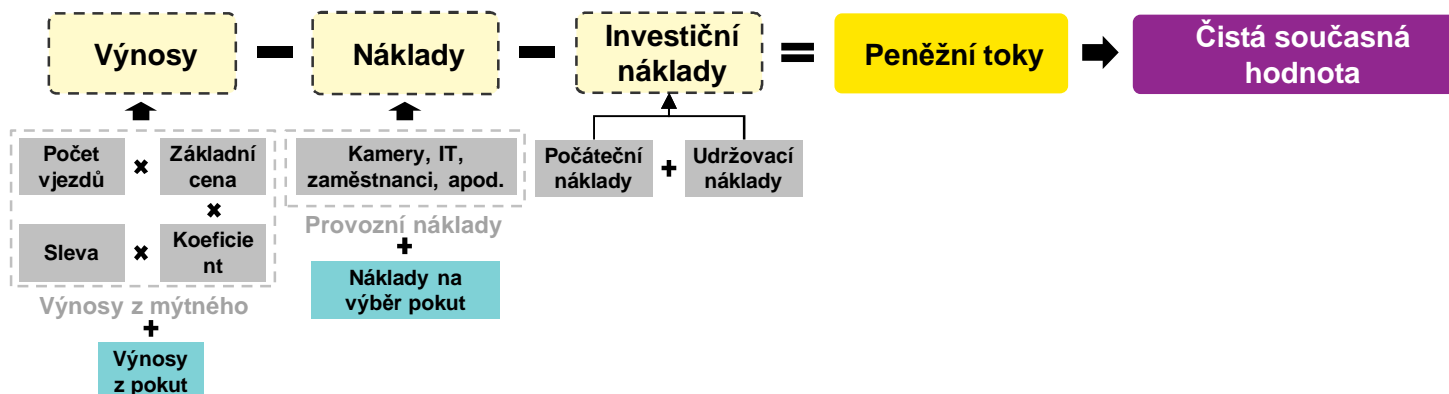 Výnosy
Náklady
Investiční
náklady
Peněžní toky
Čistá současná
hodnota
Počet
vjezdů
Základní
cena
Sleva
Koeficie
nt
Výnosy z mýtného
Výnosy
z pokut
Kamery, IT,
zaměstnanci, apod.
Provozní náklady
Náklady na
výběr pokut
Počáteční
náklady
Udržovací
náklady